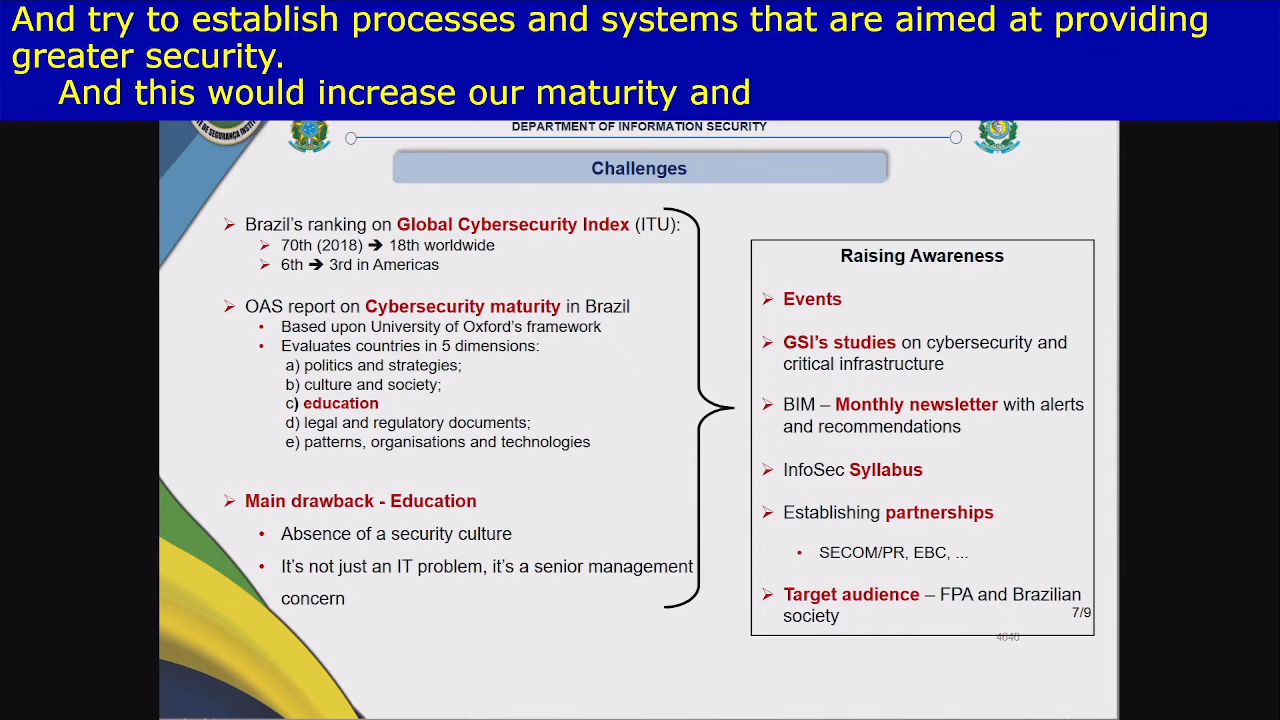 And try to establish processes and systems that are aimed at providing
greater security.
And this would increase our maturity and
DEPARTMENT OF INFORMATION SECURITY
Challenges
Brazil's ranking on Global Cybersecurity Index (ITU):
70th (2018) ➔ 18th worldwide
6th ➔ 3rd in Americas
OAS report on Cybersecurity maturity in Brazil
• Based upon University of Oxford's framework
• Evaluates countries in 5 dimensions:
a) politics and strategies;
b) culture and society;
c) education
d) legal and regulatory documents;
e) patterns, organisations and technologies
Main drawback - Education
• Absence of a security culture
• It's not just an IT problem, it's a senior management
concern
Raising Awareness
Events
GSI's studies on cybersecurity and
critical infrastructure
BIM – Monthly newsletter with alerts
and recommendations
InfoSec Syllabus
Establishing partnerships
• SECOM/PR, EBC, ...
Target audience – FPA and Brazilian
society
7/9